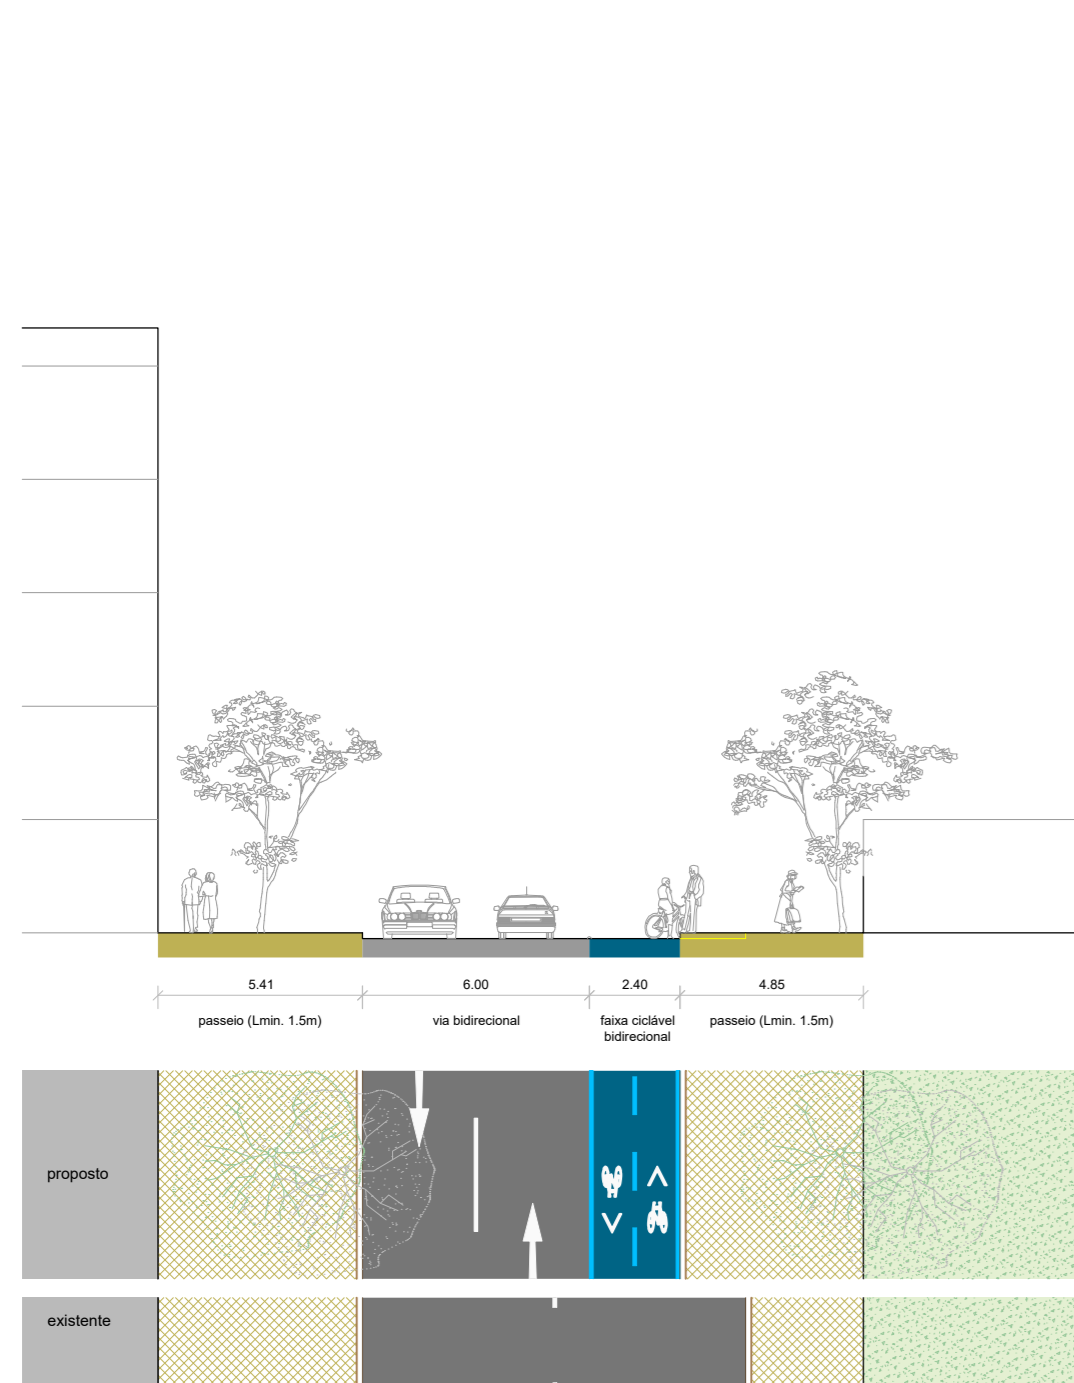 5.41 6.00 2.40 4.85
passeio (Lmin. 1.5m) via bidirecional faixa ciclável passeio (Lmin. 1.5m)
bidirecional
proposto
existente